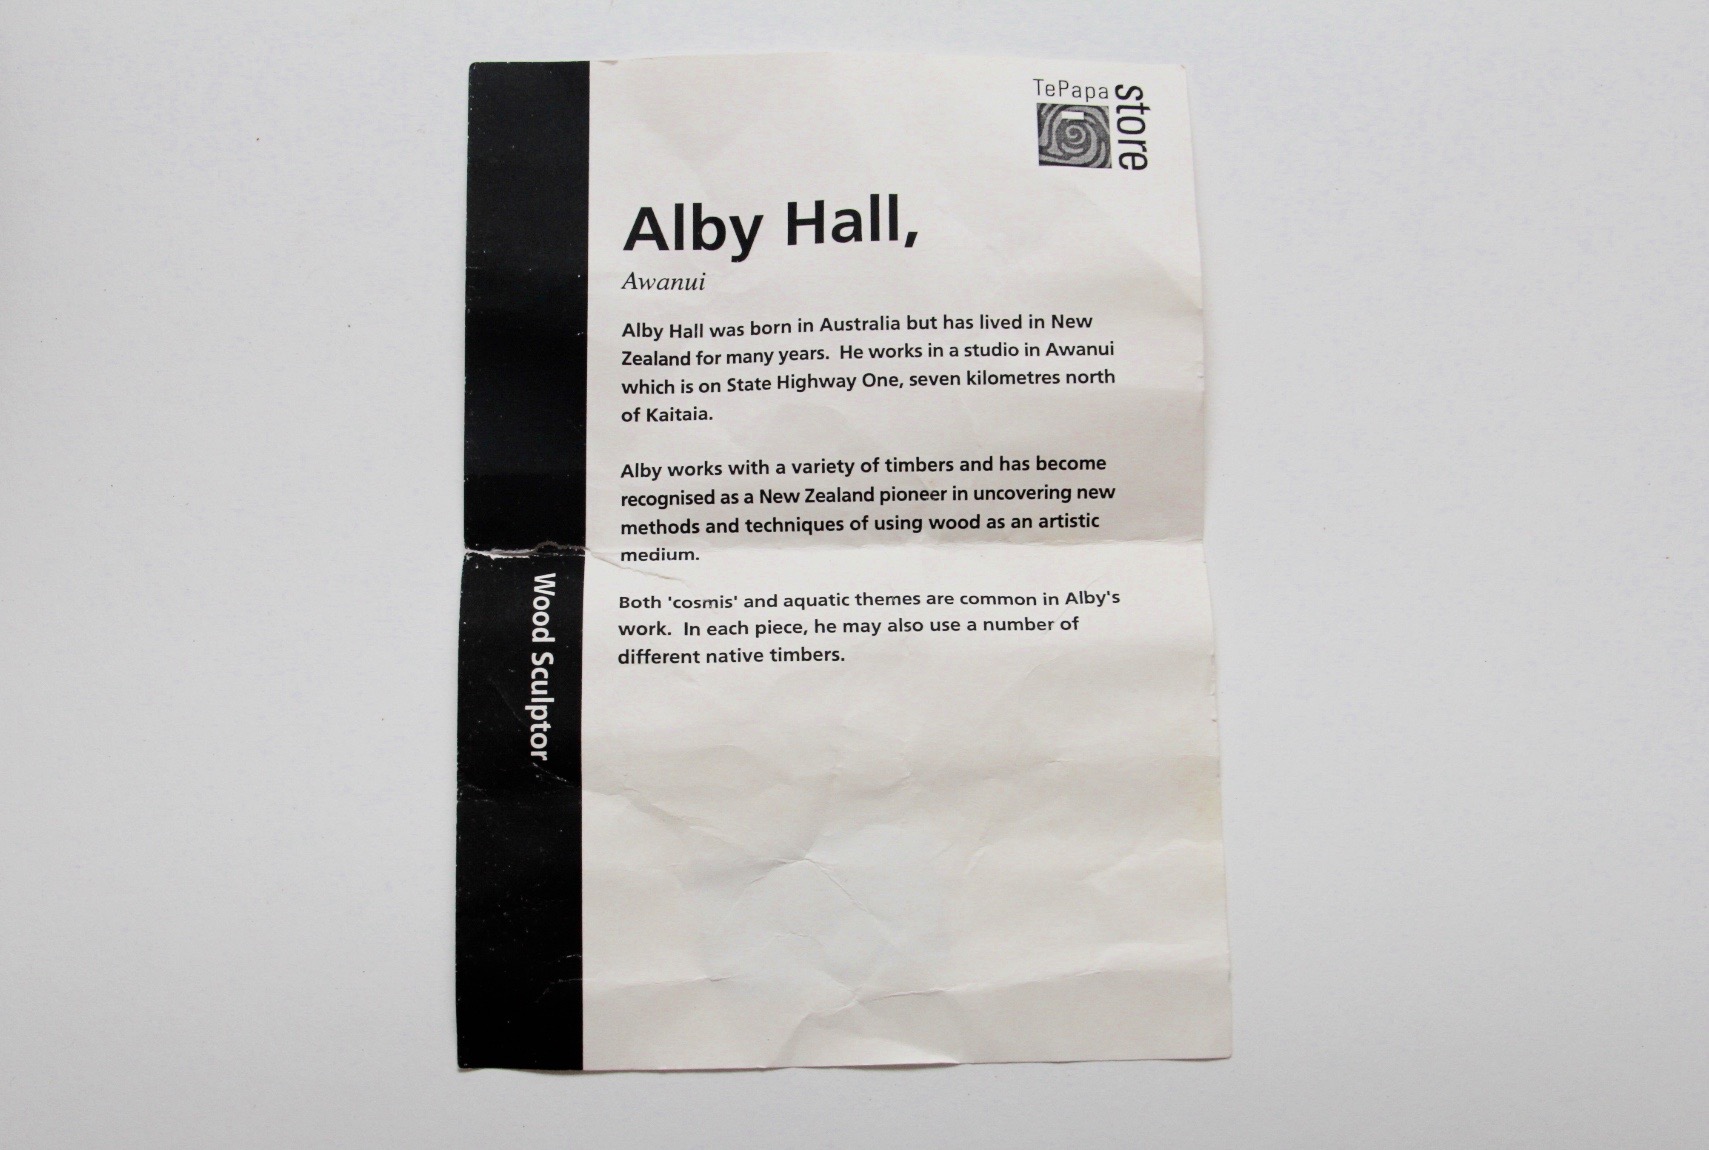 TePapa
store
Alby Hall,
Awanui
Alby Hall was born in Australia but has lived in New
Zealand for many years.  He works in a studio in Awanui
which is on State Highway One, seven kilometres north
of Kaitaia.
Alby works with a variety of timbers and has become
recognised as a New Zealand pioneer in uncovering new
methods and techniques of using wood as an artistic
medium.
Both 'cosmis' and aquatic themes are common in Alby's
work.  In each piece, he may also use a number of
different native timbers.
Wood Sculptor